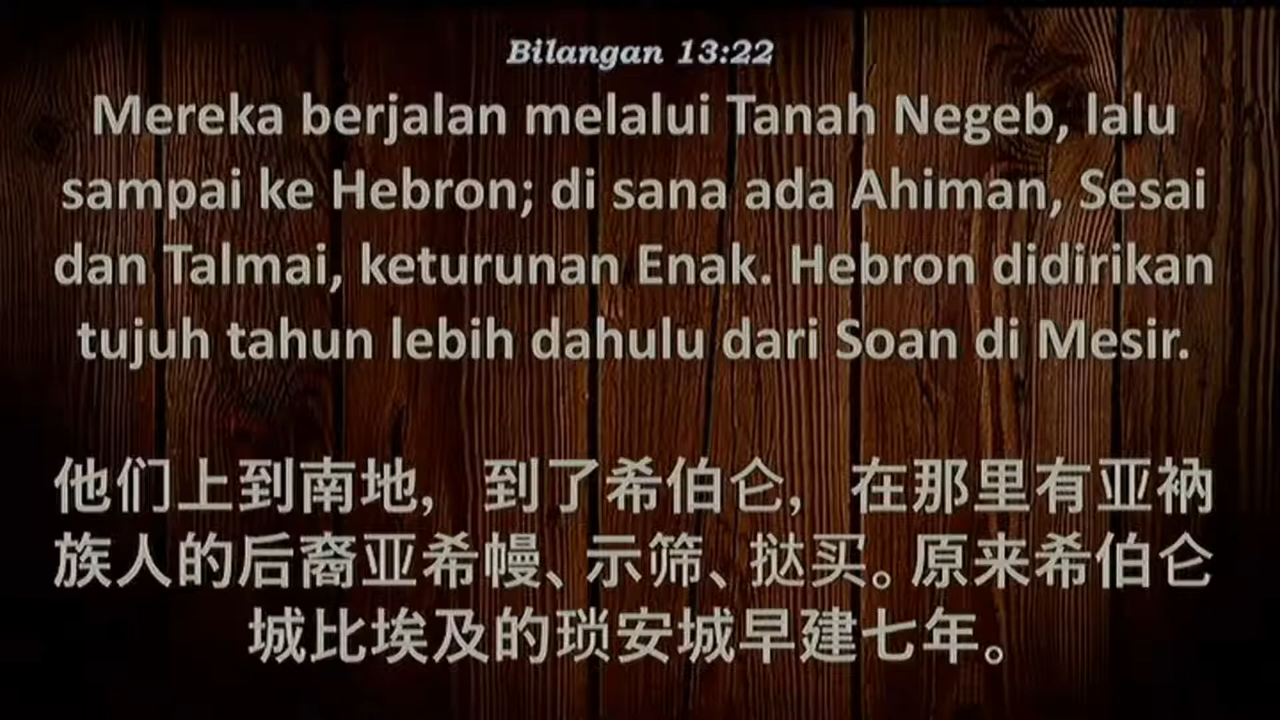 Bilangan 13:22
Mereka berjalan melalui Tanah Negeb, lalu
sampai ke Hebron; di sana ada Ahiman, Sesai
dan Talmai, keturunan Enak. Hebron didirikan
tujuh tahun lebih dahulu dari Soan di Mesir.
他们上到南地， 到了希伯仑， 在那里有亚衲
族人的后裔亚希幔、示筛、挞买。原来希伯仑
城比埃及的琐安城早建七年。